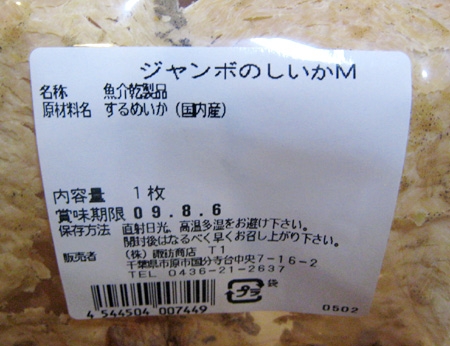 ジャンボのしいかM
名称 魚介乾製品
原材料名 するめいか（国内産）
内容量 1枚
賞味期限 09.8.6
保存方法 直射日光、高温多湿をお避け下さい。
開封後はなるべく早くお召し上がり下さい。
販売者 （株）諏訪商店 T1
千葉県市原市国分寺台中央7-16-2
TEL 0436-21-2637
4 544504 007449
プラ
袋
0502